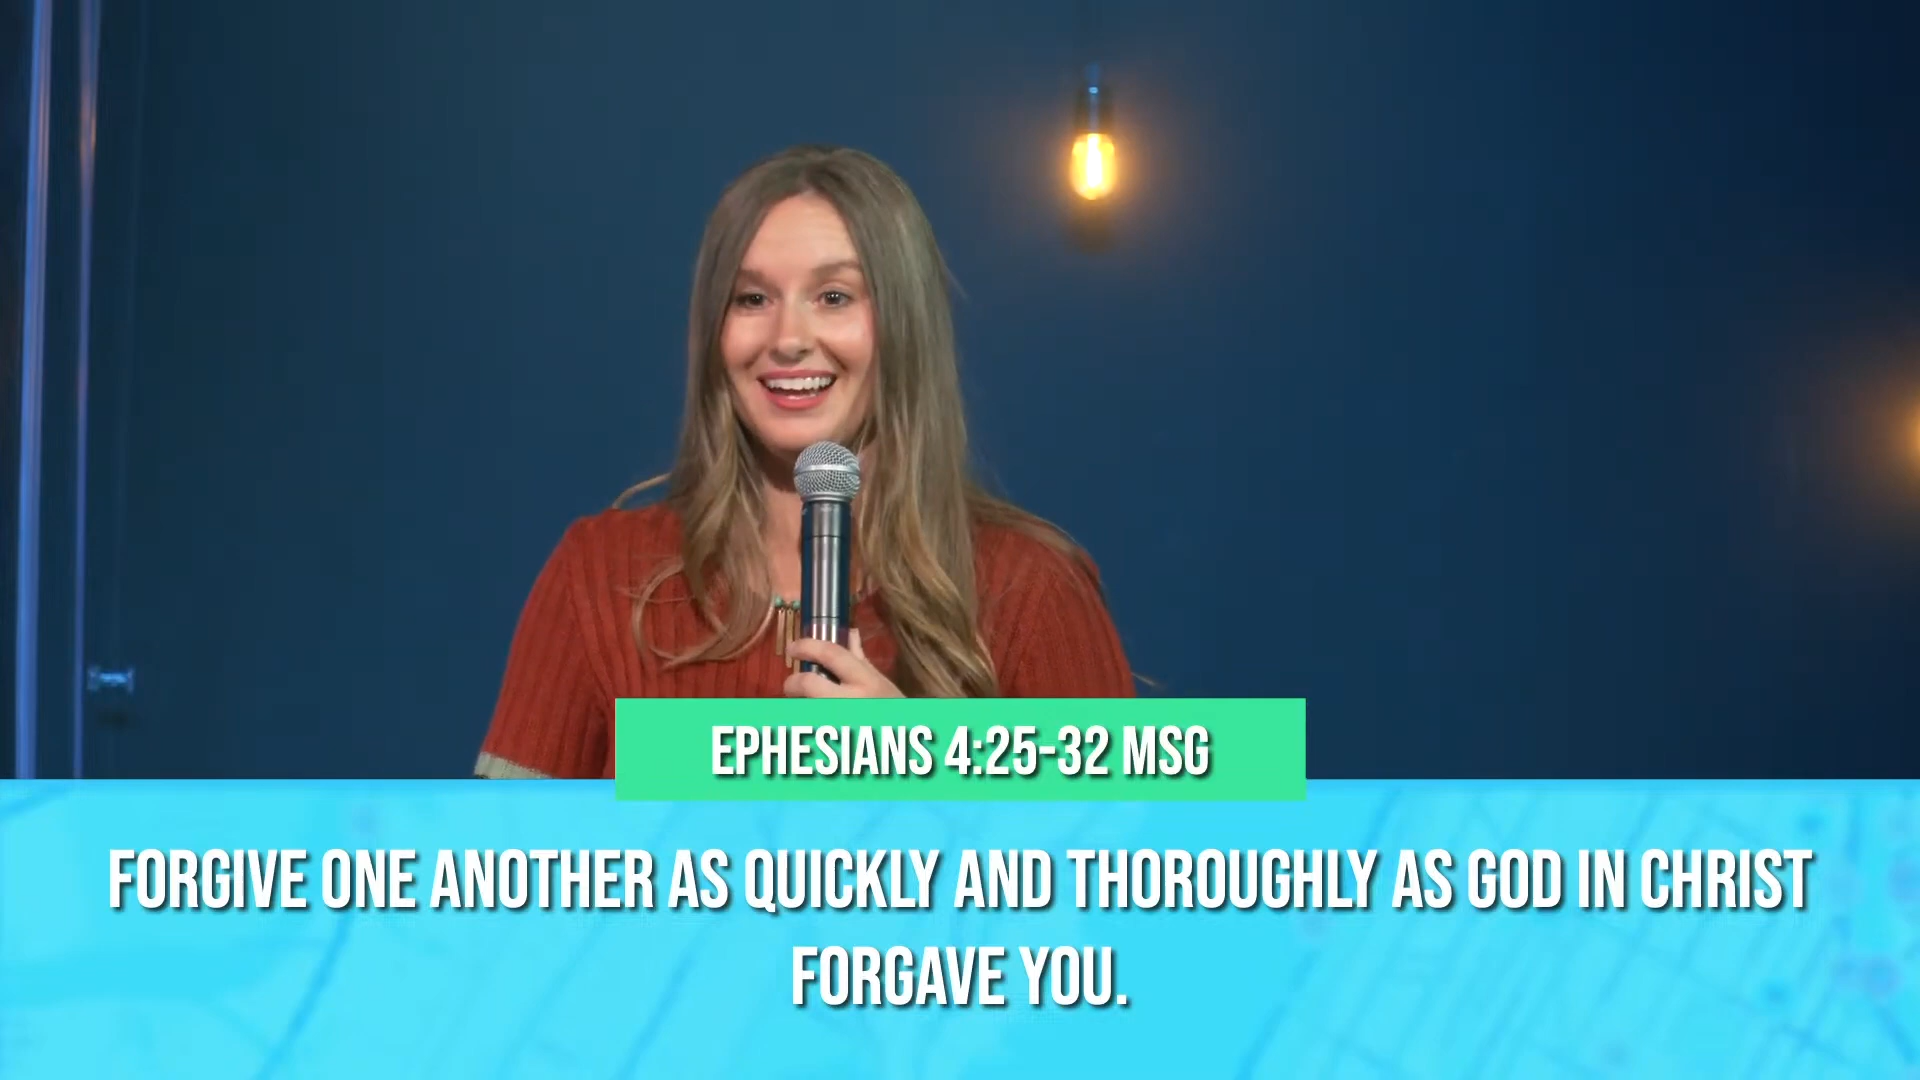 EPHESIANS 4:25-32 MSG
FORGIVE ONE ANOTHER AS QUICKLY AND THOROUGHLY AS GOD IN CHRIST
FORGAVE YOU.